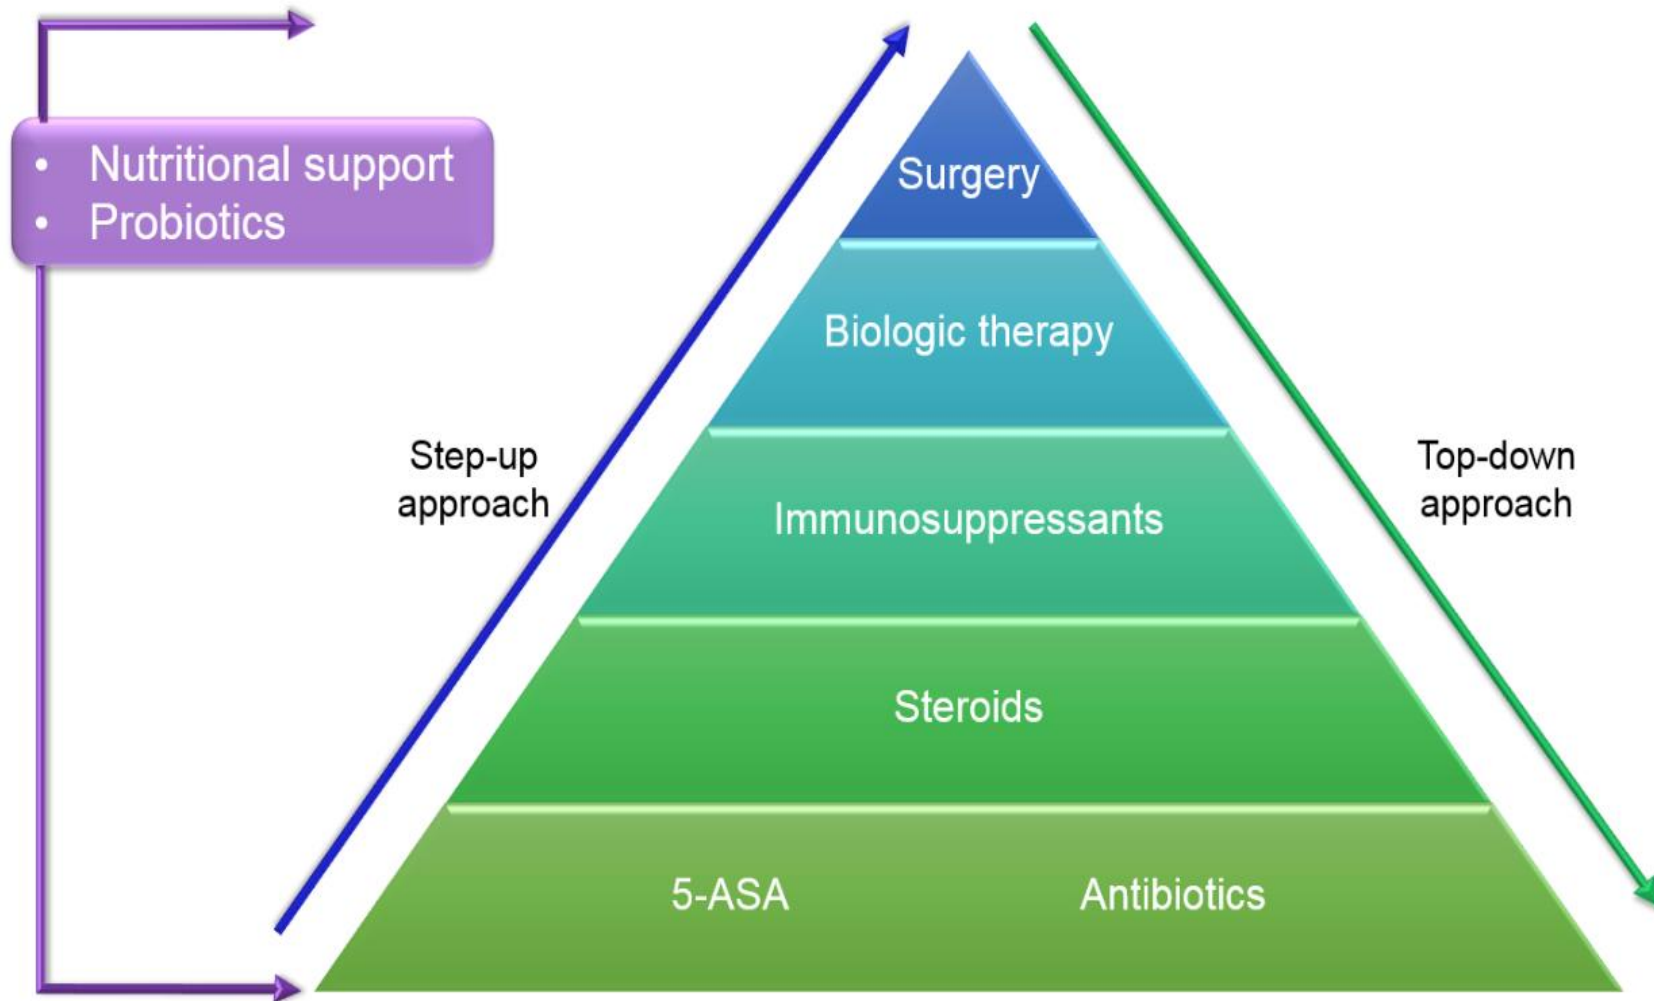 • Nutritional support
• Probiotics
Surgery
Biologic therapy
Step-up
approach
Top-down
approach
Immunosuppressants
Steroids
5-ASA Antibiotics